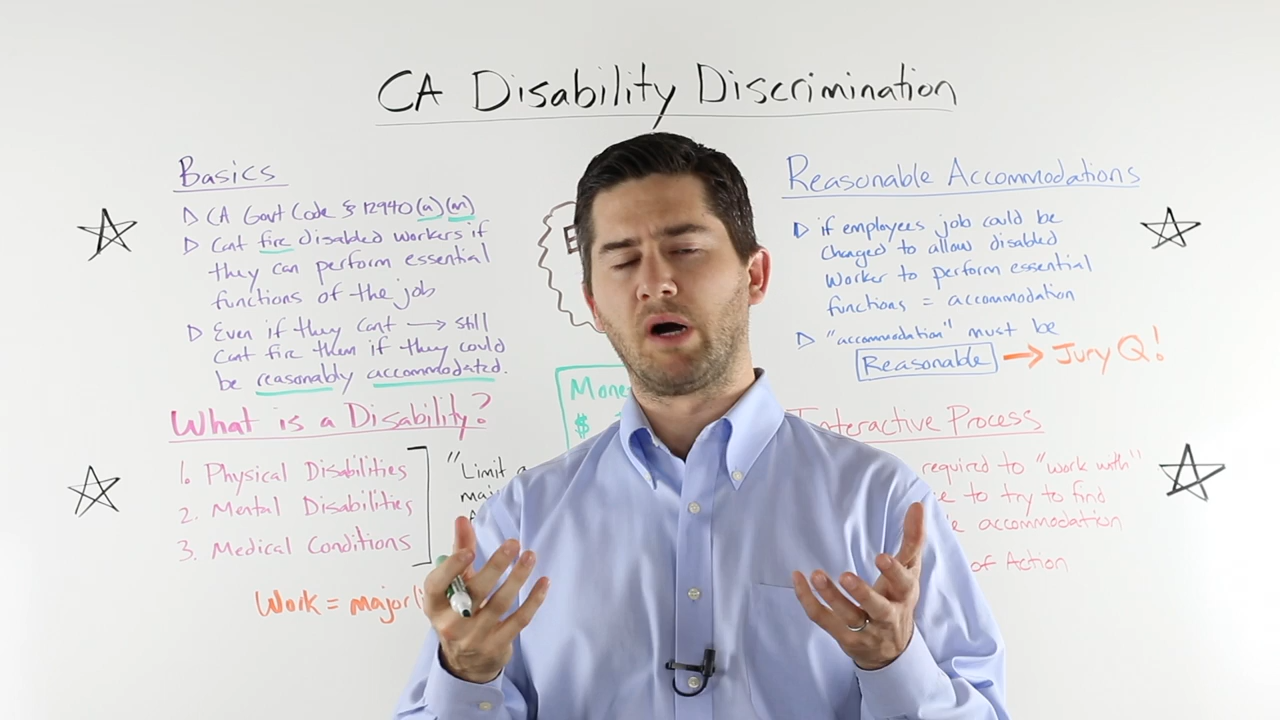 CA Disability Discrimination
Basics
CA Govt Code § 12940 (a) (m)
Cant fire disabled workers if
they can perform essential
functions of the job
Even if they cant → still
cant fire them if they could
be reasonably accommodated.
What is a Disability?
1. Physical Disabilities
2. Mental Disabilities
3. Medical Conditions
"Limit
Work = major
$
Reasonable Accommodations
if employees job could be
changed to allow disabled
worker to perform essential
functions = accommodation
"accommodation" must be
Reasonable → Jury Q!
Interactive Process
required to "work with"
to try to find
accommodation
of Action